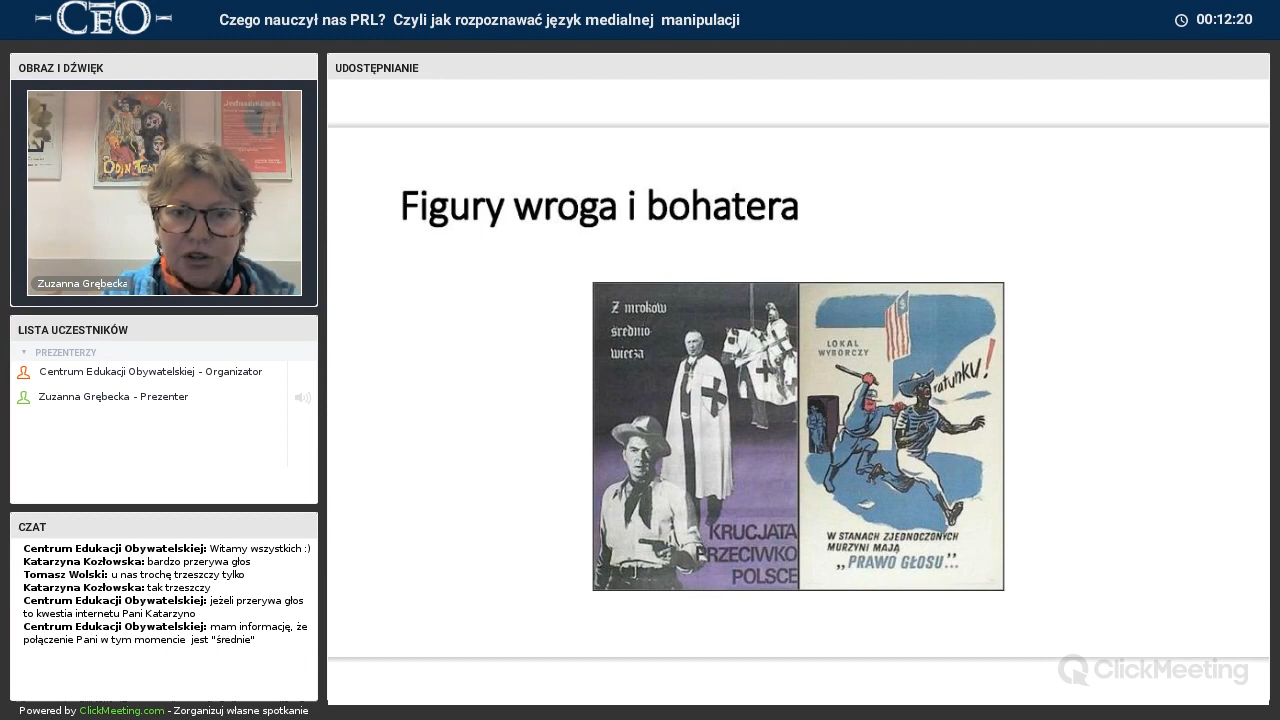 CEO
Czego nauczył nas PRL? Czyli jak rozpoznawać język medialnej manipulacji
00:12:20
OBRAZ I DŹWIĘK
Jednodniówka
ODIN TEAT
Zuzanna Grębecka
LISTA UCZESTNIKÓW
PREZENTERZY
Centrum Edukacji Obywatelskiej - Organizator
Zuzanna Grębecka - Prezenter
CZAT
Centrum Edukacji Obywatelskiej: Witamy wszystkich :)
Katarzyna Kozłowska: bardzo przerywa głos
Tomasz Wolski: u nas trochę trzeszczy tylko
Katarzyna Kozłowska: tak trzeszczy
Centrum Edukacji Obywatelskiej: jeżeli przerywa głos
to kwestia internetu Pani Katarzyno
Centrum Edukacji Obywatelskiej: mam informację, że
połączenie Pani w tym momencie jest "średnie"
Powered by ClickMeeting.com - Zorganizuj własne spotkanie
UDOSTĘPNIANIE
Figury wroga i bohatera
Z mroków
średnio
wiecza
KRUCJATA
PRZECIWKO
POLSCE
LOKAL
WYBORCZY
ratunku!
W STANACH ZJEDNOCZONYCH
MURZYNI MAJĄ
„PRAWO GŁOSU"...
ClickMeeting